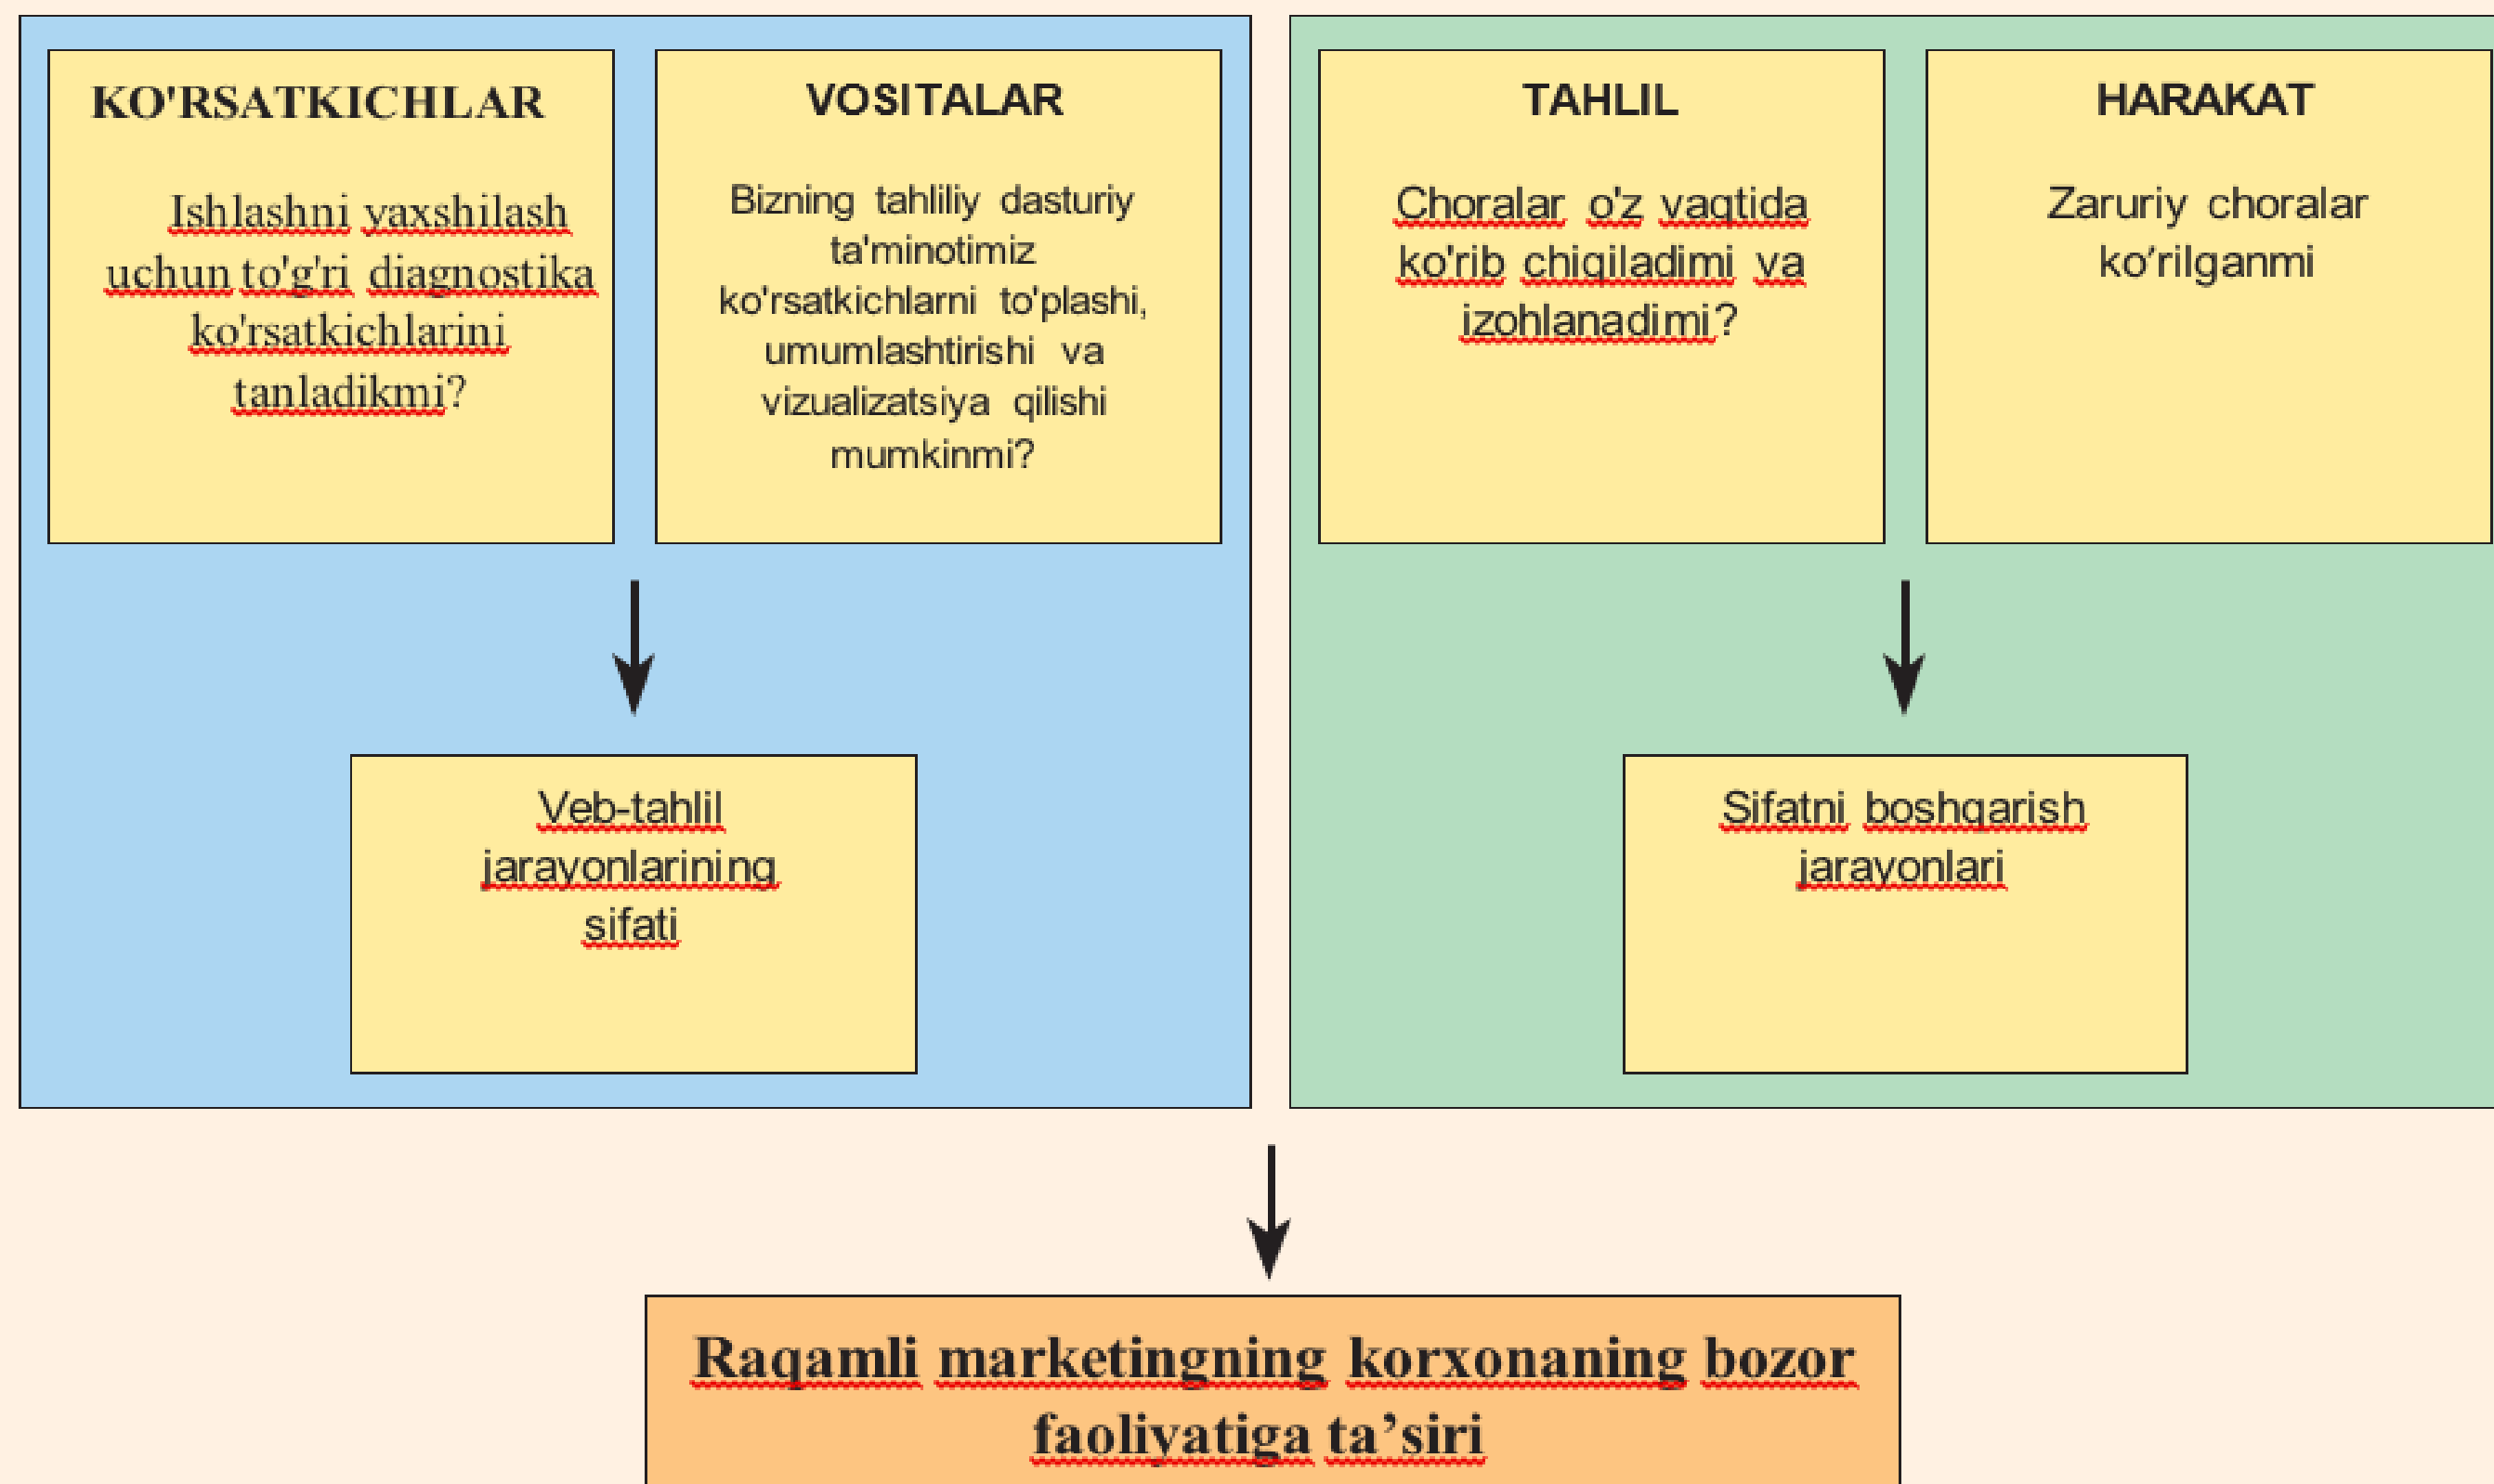 KO'RSATKICHLAR
Ishlashni yaxshilash
uchun to'g'ri diagnostika
ko'rsatkichlarini
tanladikmi?
VOSITALAR
Bizning tahliliy dasturiy
ta'minotimiz
ko'rsatkichlarni to'plashi,
umumlashtirishi va
vizualizatsiya qilishi
mumkinmi?
TAHLIL
Choralar o'z vaqtida
ko'rib chiqiladimi va
izohlanadimi?
HARAKAT
Zaruriy choralar
ko‘rilganmi
Veb-tahlil
jarayonlarining
sifati
Sifatni boshqarish
jarayonlari
Raqamli marketingning korxonaning bozor
faoliyatiga ta’siri